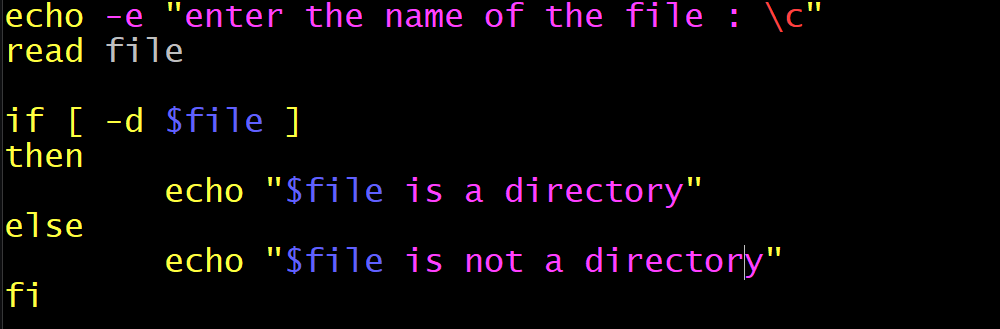 echo -e "enter the name of the file : \c"
read file

if [ -d $file ]
then
        echo "$file is a directory"
else
        echo "$file is not a directory"
fi